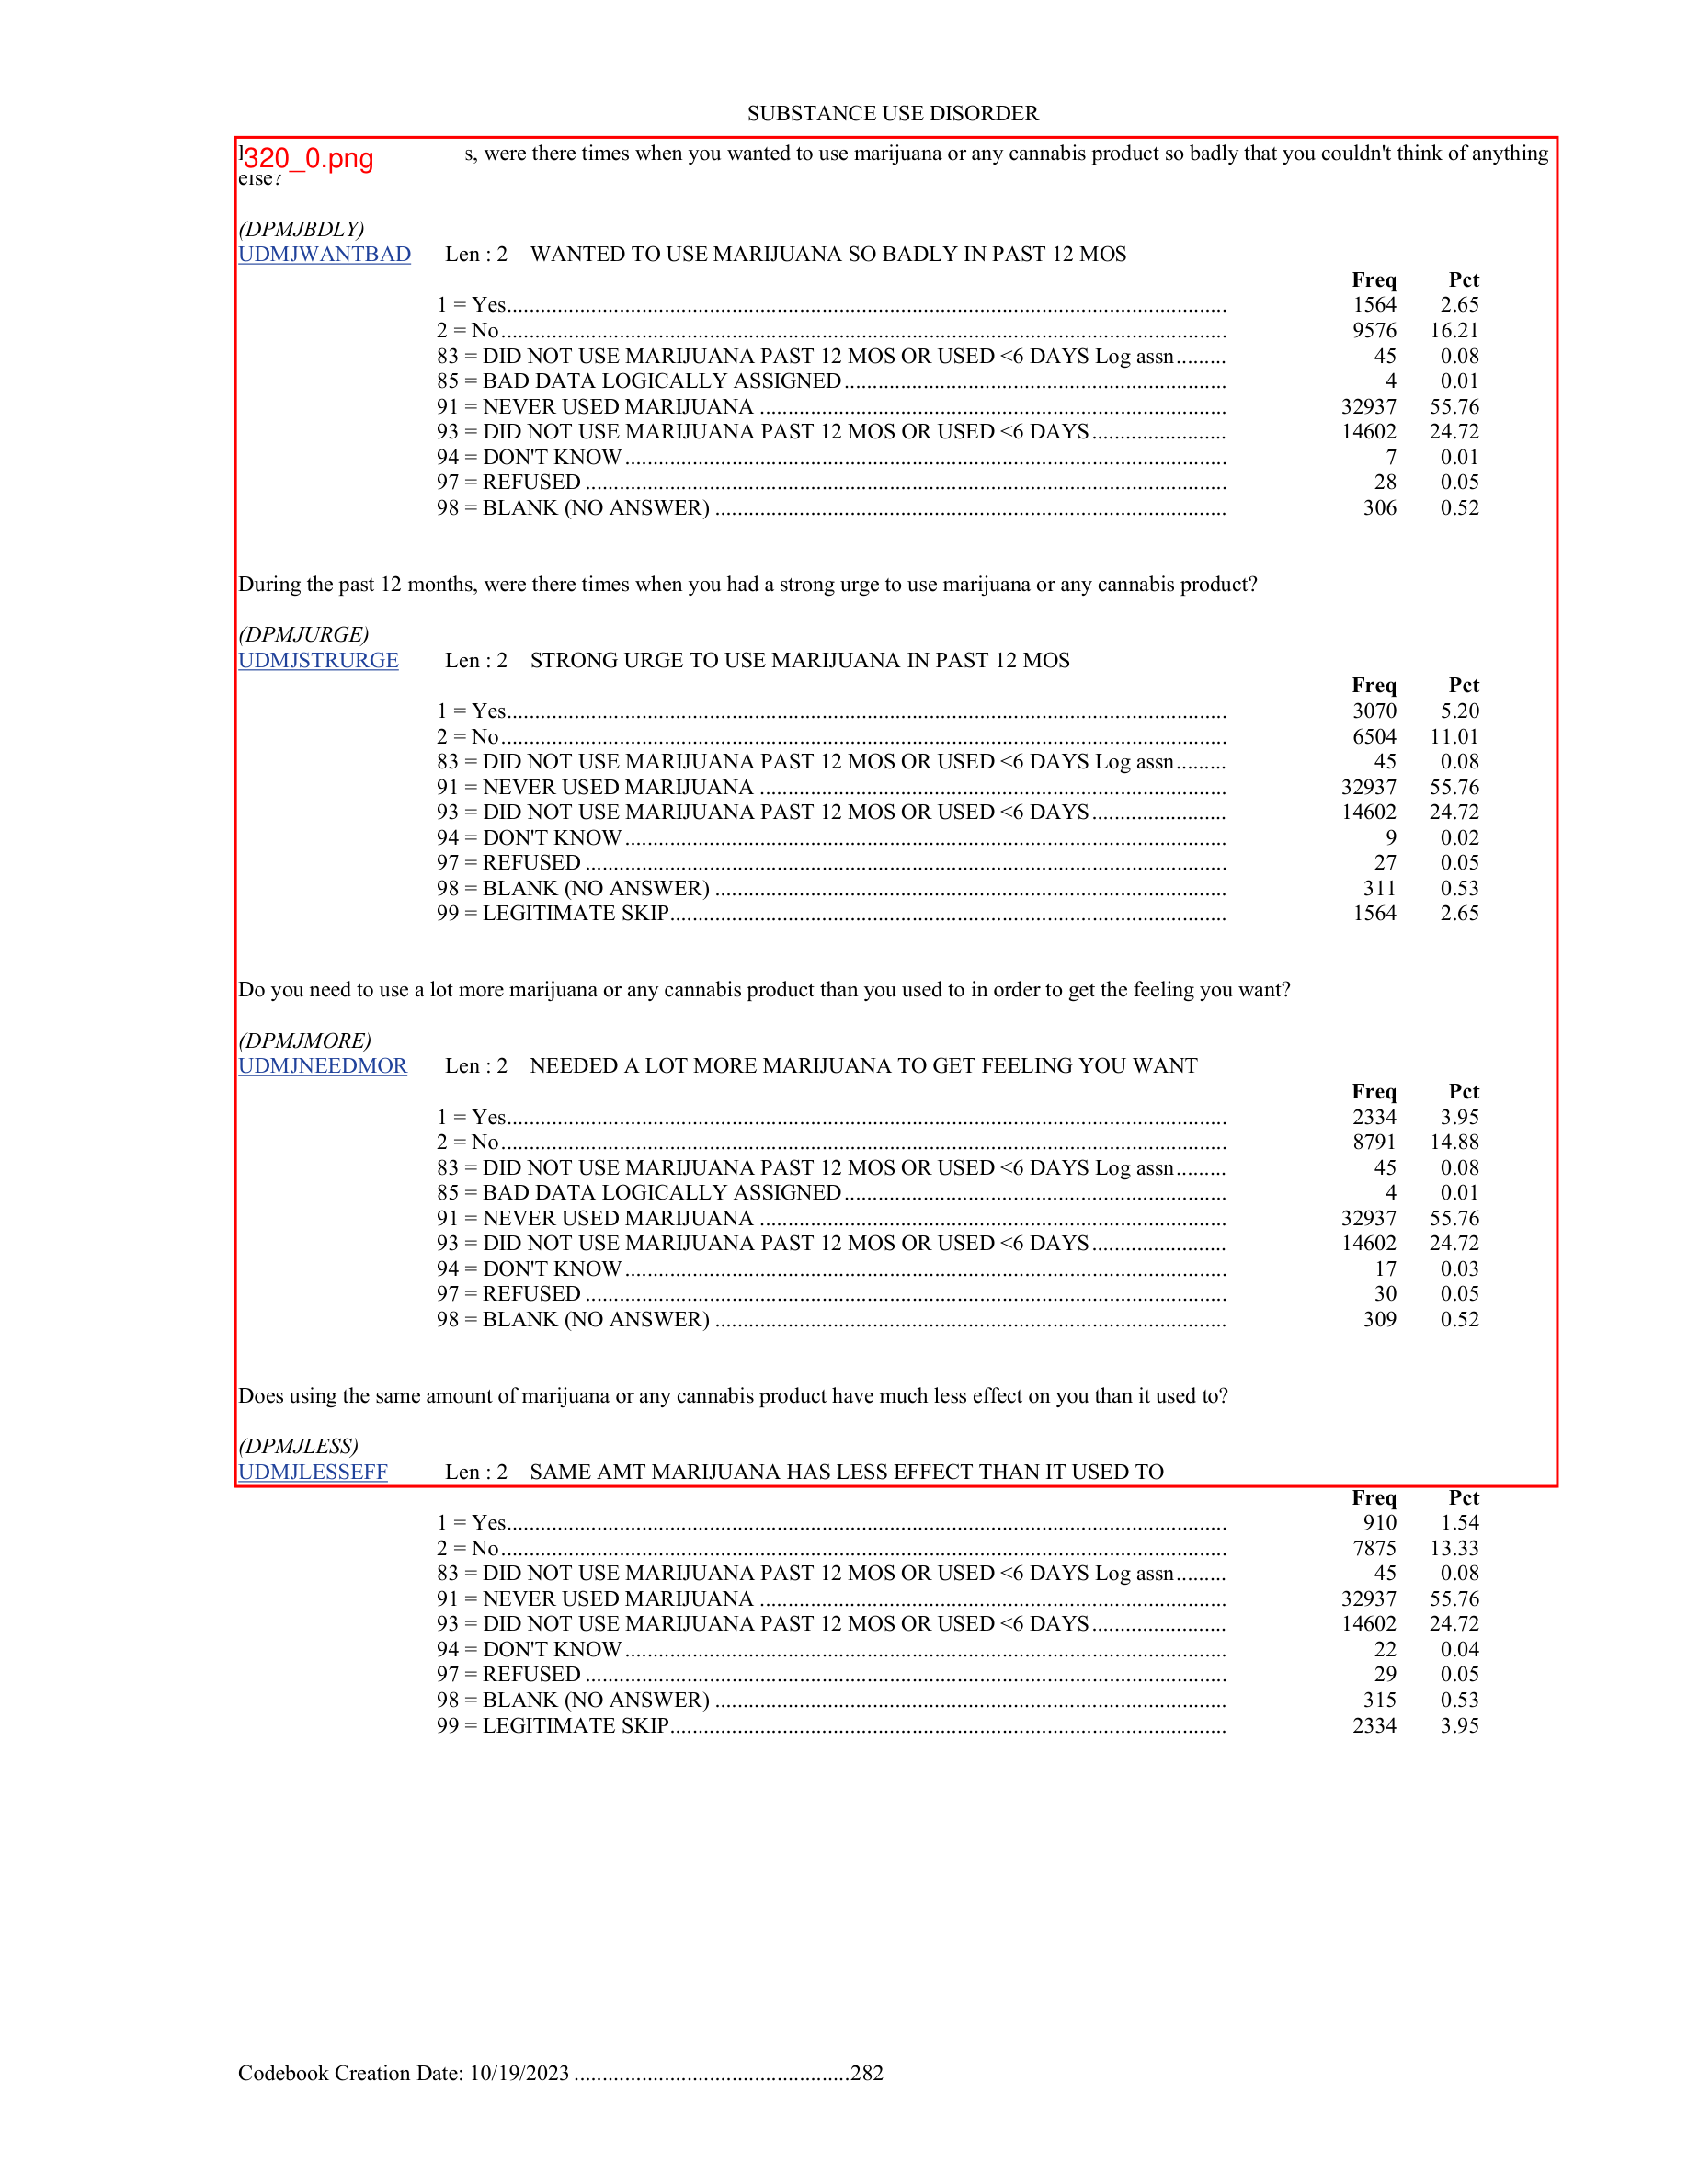 SUBSTANCE USE DISORDER
320_0.png s, were there times when you wanted to use marijuana or any cannabis product so badly that you couldn't think of anything
else?
(DPMJBDLY)
UDMJWANTBAD Len : 2 WANTED TO USE MARIJUANA SO BADLY IN PAST 12 MOS
Freq Pct
1 = Yes................................................................ 1564 2.65
2 = No................................................................ 9576 16.21
83 = DID NOT USE MARIJUANA PAST 12 MOS OR USED <6 DAYS Log assn......... 45 0.08
85 = BAD DATA LOGICALLY ASSIGNED................................ 4 0.01
91 = NEVER USED MARIJUANA ................................ 32937 55.76
93 = DID NOT USE MARIJUANA PAST 12 MOS OR USED <6 DAYS........................ 14602 24.72
94 = DON'T KNOW................................ 7 0.01
97 = REFUSED ................................ 28 0.05
98 = BLANK (NO ANSWER) ................................ 306 0.52
During the past 12 months, were there times when you had a strong urge to use marijuana or any cannabis product?
(DPMJURGE)
UDMJSTRURGE Len : 2 STRONG URGE TO USE MARIJUANA IN PAST 12 MOS
Freq Pct
1 = Yes................................................................ 3070 5.20
2 = No................................................................ 6504 11.01
83 = DID NOT USE MARIJUANA PAST 12 MOS OR USED <6 DAYS Log assn......... 45 0.08
91 = NEVER USED MARIJUANA ................................ 32937 55.76
93 = DID NOT USE MARIJUANA PAST 12 MOS OR USED <6 DAYS........................ 14602 24.72
94 = DON'T KNOW................................ 9 0.02
97 = REFUSED ................................ 27 0.05
98 = BLANK (NO ANSWER) ................................ 311 0.53
99 = LEGITIMATE SKIP................................ 1564 2.65
Do you need to use a lot more marijuana or any cannabis product than you used to in order to get the feeling you want?
(DPMJMORE)
UDMJNEEDMOR Len : 2 NEEDED A LOT MORE MARIJUANA TO GET FEELING YOU WANT
Freq Pct
1 = Yes................................................................ 2334 3.95
2 = No................................................................ 8791 14.88
83 = DID NOT USE MARIJUANA PAST 12 MOS OR USED <6 DAYS Log assn......... 45 0.08
85 = BAD DATA LOGICALLY ASSIGNED................................ 4 0.01
91 = NEVER USED MARIJUANA ................................ 32937 55.76
93 = DID NOT USE MARIJUANA PAST 12 MOS OR USED <6 DAYS........................ 14602 24.72
94 = DON'T KNOW................................ 17 0.03
97 = REFUSED ................................ 30 0.05
98 = BLANK (NO ANSWER) ................................ 309 0.52
Does using the same amount of marijuana or any cannabis product have much less effect on you than it used to?
(DPMJLESS)
UDMJLESSEFF Len : 2 SAME AMT MARIJUANA HAS LESS EFFECT THAN IT USED TO
Freq Pct
1 = Yes................................................................ 910 1.54
2 = No................................................................ 7875 13.33
83 = DID NOT USE MARIJUANA PAST 12 MOS OR USED <6 DAYS Log assn......... 45 0.08
91 = NEVER USED MARIJUANA ................................ 32937 55.76
93 = DID NOT USE MARIJUANA PAST 12 MOS OR USED <6 DAYS........................ 14602 24.72
94 = DON'T KNOW................................ 22 0.04
97 = REFUSED ................................ 29 0.05
98 = BLANK (NO ANSWER) ................................ 315 0.53
99 = LEGITIMATE SKIP................................ 2334 3.95
Codebook Creation Date: 10/19/2023 ................................................282